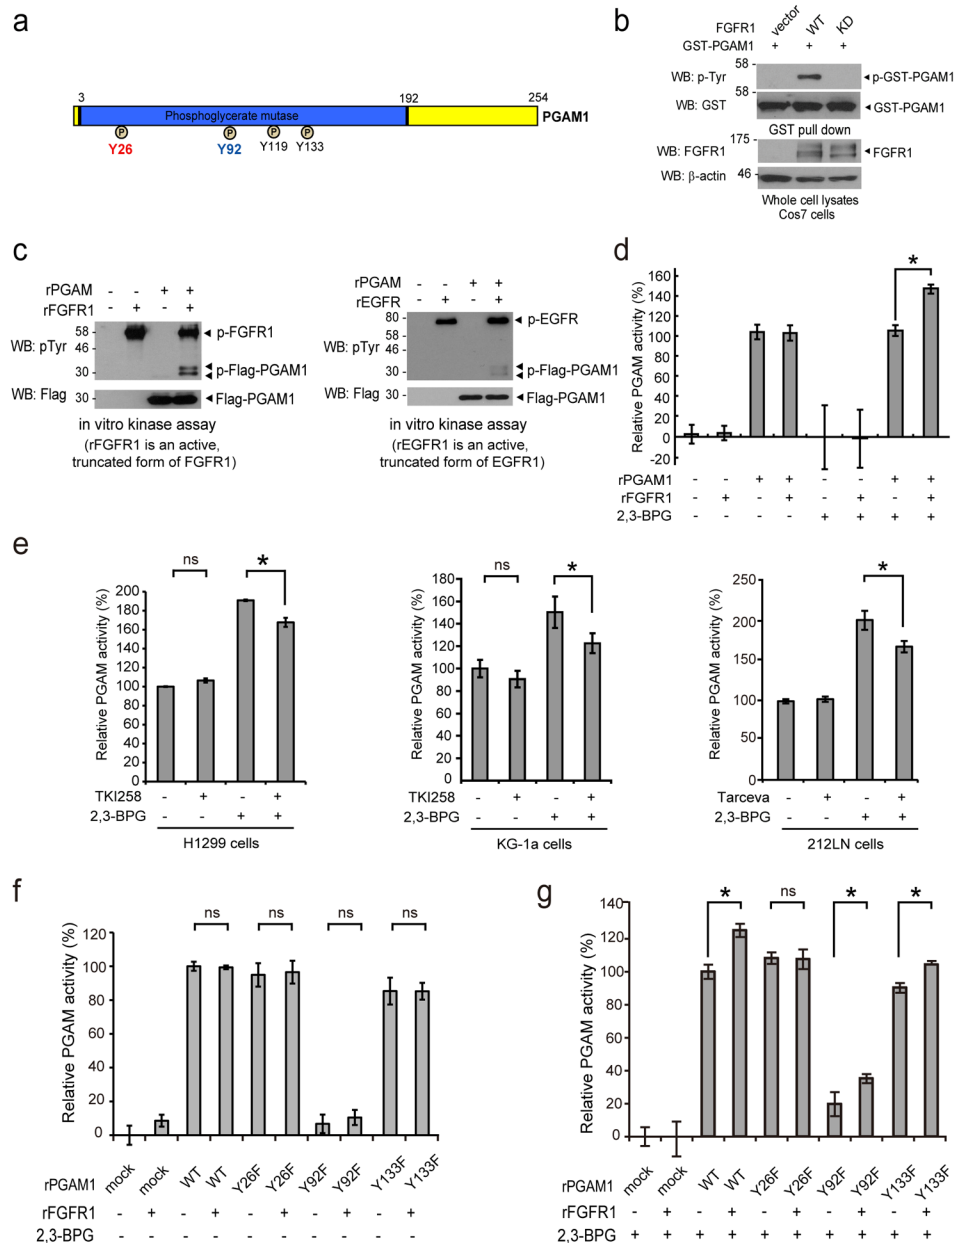 a
3
192
254
Phosphoglycerate mutase
PGAM1
P P P P
Y26 Y92 Y119 Y133
b
FGFR1 vector WT KD
GST-PGAM1 + + +
58
WB: p-Tyr p-GST-PGAM1
58
WB: GST GST-PGAM1
GST pull down
175
WB: FGFR1 FGFR1
WB: β-actin 46
Whole cell lysates
Cos7 cells
c
rPGAM - - + +
rFGFR1 - + - +
58 p-FGFR1
WB: pTyr 46
30 p-Flag-PGAM1
WB: Flag 30 Flag-PGAM1
in vitro kinase assay
(rFGFR1 is an active,
truncated form of FGFR1)
rPGAM - - + +
rEGFR - + - +
80 p-EGFR
58
WB: pTyr 46
30 p-Flag-PGAM1
WB: Flag 30 Flag-PGAM1
in vitro kinase assay
(rEGFR1 is an active,
truncated form of EGFR1)
d
Relative PGAM activity (%)
160
140
120
100
80
60
40
20
0
-20
*
rPGAM1 - - + + - - + +
rFGFR1 - + - + - + - +
2,3-BPG - - - - + + + +
e
Relative PGAM activity (%)
200
180
160
140
120
100
80
60
40
20
0
ns *
TKI258 - + - +
2,3-BPG - - + +
H1299 cells
Relative PGAM activity (%)
180
160
140
120
100
80
60
40
20
0
ns *
TKI258 - + - +
2,3-BPG - - + +
KG-1a cells
Relative PGAM activity (%)
250
200
150
100
50
0
*
Tarceva - + - +
2,3-BPG - - + +
212LN cells
f
Relative PGAM activity (%)
120
100
80
60
40
20
0
ns ns ns ns
rPGAM1 mock mock WT WT Y26F Y26F Y92F Y92F Y133F Y133F
rFGFR1 - + - + - + - + - +
2,3-BPG - - - - - - - - - -
g
Relative PGAM activity (%)
140
120
100
80
60
40
20
0
* ns * *
rPGAM1 mock mock WT WT Y26F Y26F Y92F Y92F Y133F Y133F
rFGFR1 - + - + - + - + - +
2,3-BPG + + + + + + + + + +